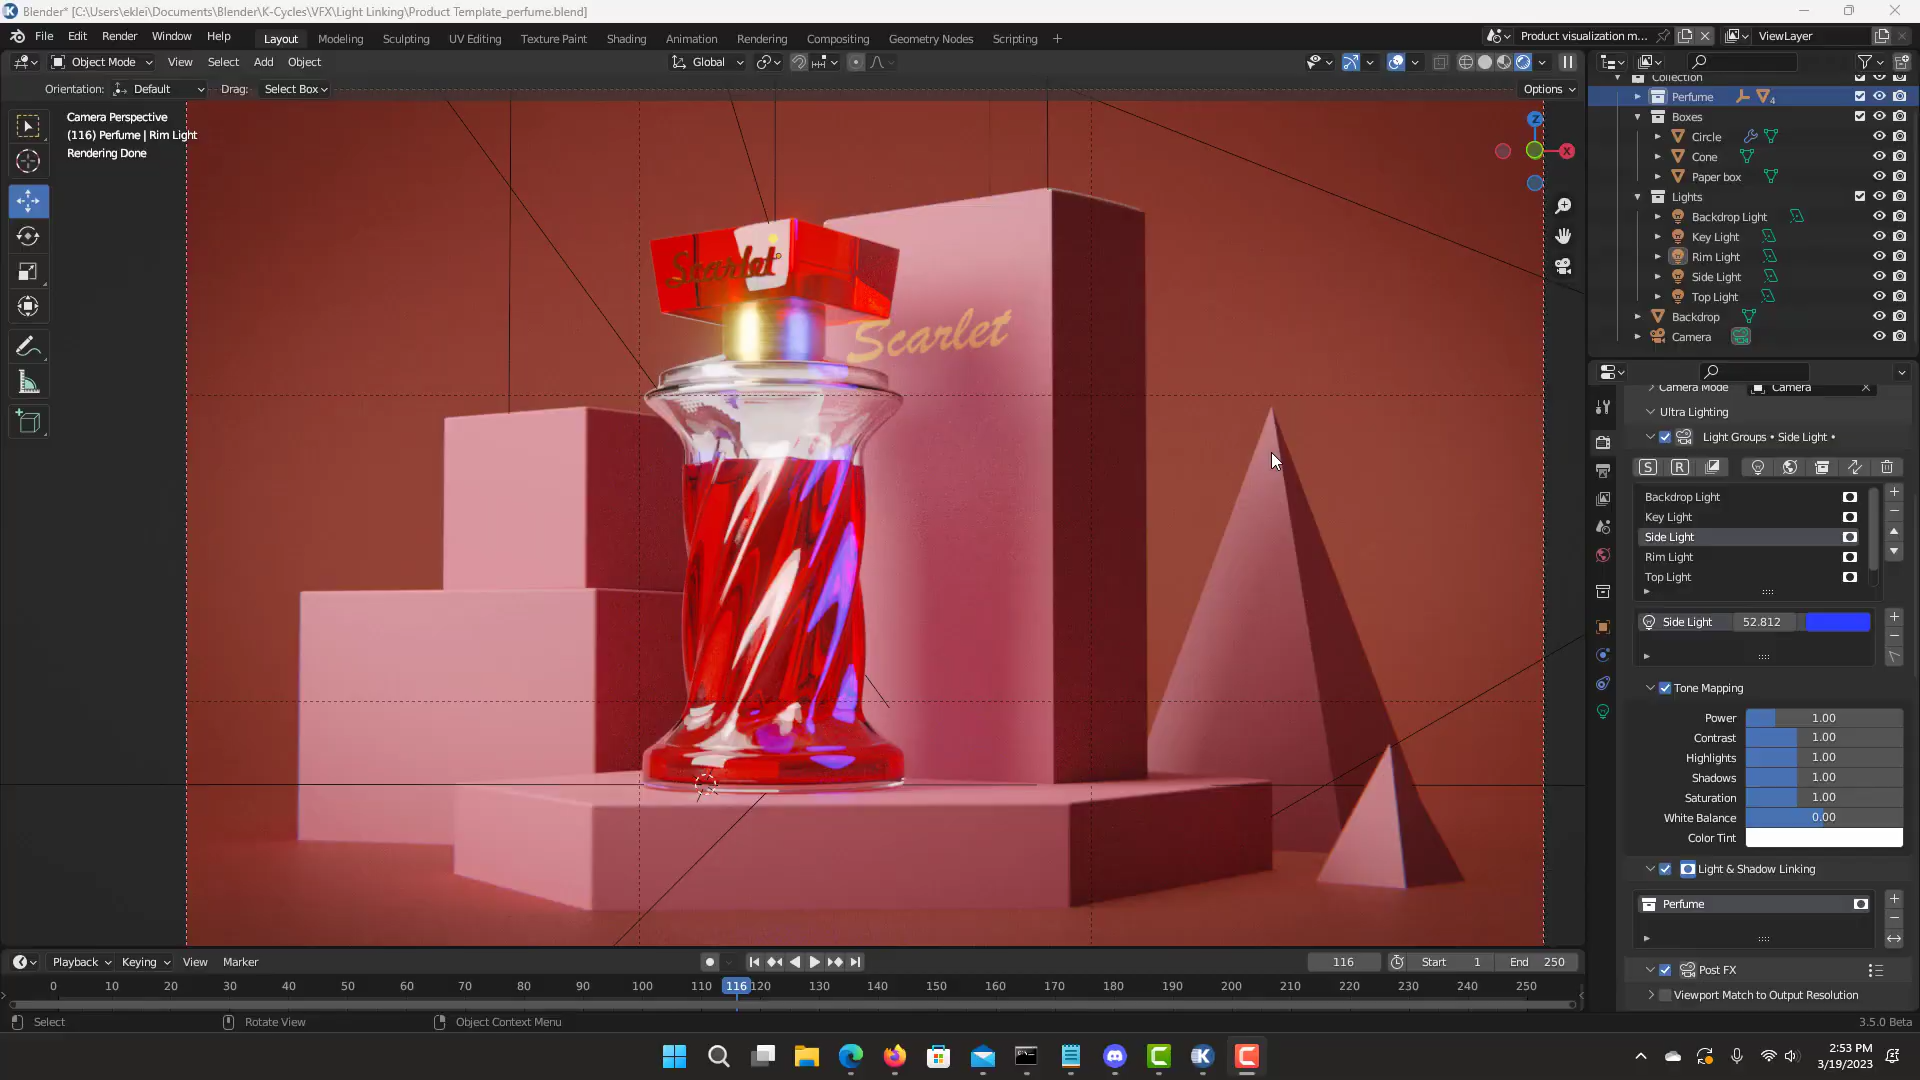 Blender* [C:\Users\eklei\Documents\Blender\K-Cycles\VFX\Light Linking\Product Template_perfume.blend]
File Edit Render Window Help
Layout Modeling Sculpting UV Editing Texture Paint Shading Animation Rendering Compositing Geometry Nodes Scripting +
Product visualization m... ViewLayer
Object Mode View Select Add Object Global
Orientation: Default Drag: Select Box Options
Camera Perspective
(116) Perfume | Rim Light
Rendering Done
Z
X
Scarlet
Scarlet
Collection
Perfume 4
Boxes
Circle
Cone
Paper box
Lights
Backdrop Light
Key Light
Rim Light
Side Light
Top Light
Backdrop
Camera
Camera Mode Camera
Ultra Lighting
Light Groups • Side Light •
S R
Backdrop Light
Key Light
Side Light
Rim Light
Top Light
Side Light 52.812
Tone Mapping
Power 1.00
Contrast 1.00
Highlights 1.00
Shadows 1.00
Saturation 1.00
White Balance 0.00
Color Tint
Light & Shadow Linking
Perfume
Post FX
Viewport Match to Output Resolution
Playback Keying View Marker 116 Start 1 End 250
0 10 20 30 40 50 60 70 80 90 100 110 116 120 130 140 150 160 170 180 190 200 210 220 230 240 250
Select Rotate View Object Context Menu 3.5.0 Beta
2:53 PM
3/19/2023